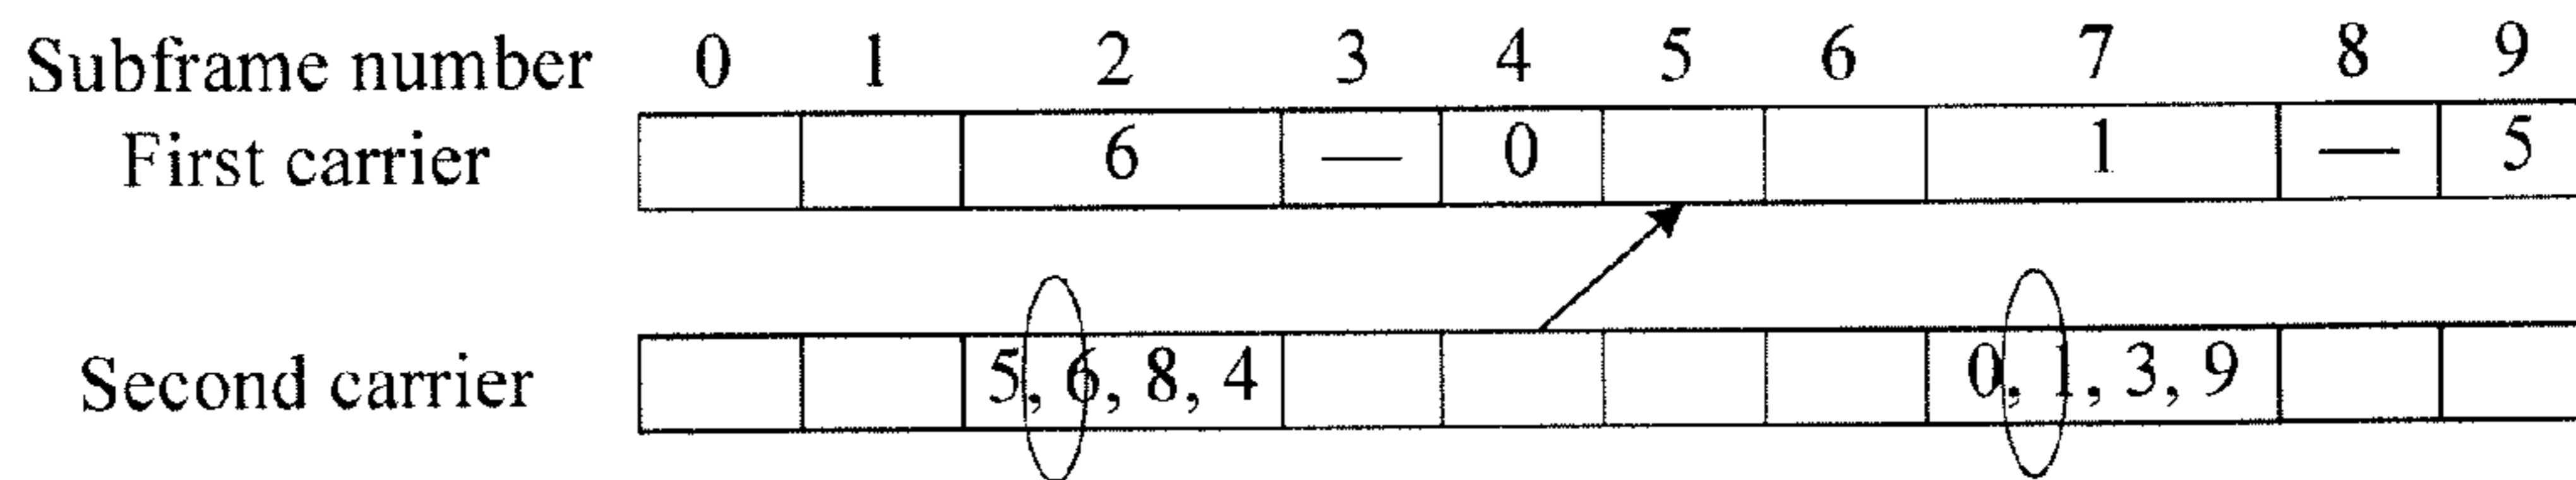 Subframe number 0 1 2 3 4 5 6 7 8 9
First carrier 6 — 0 1 — 5
Second carrier 5, 6, 8, 4 0, 1, 3, 9